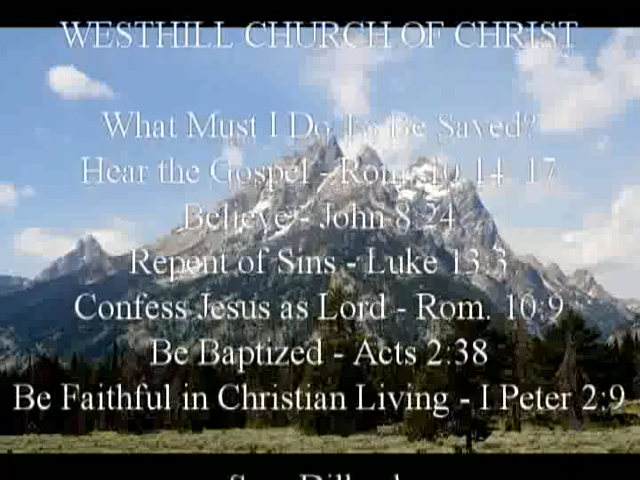 WESTHILL CHURCH OF CHRIST
What Must I Do To Be Saved?
Hear the Gospel - Rom. 10:14, 17
Believe - John 8:24
Repent of Sins - Luke 13:3
Confess Jesus as Lord - Rom. 10:9
Be Baptized - Acts 2:38
Be Faithful in Christian Living - I Peter 2:9